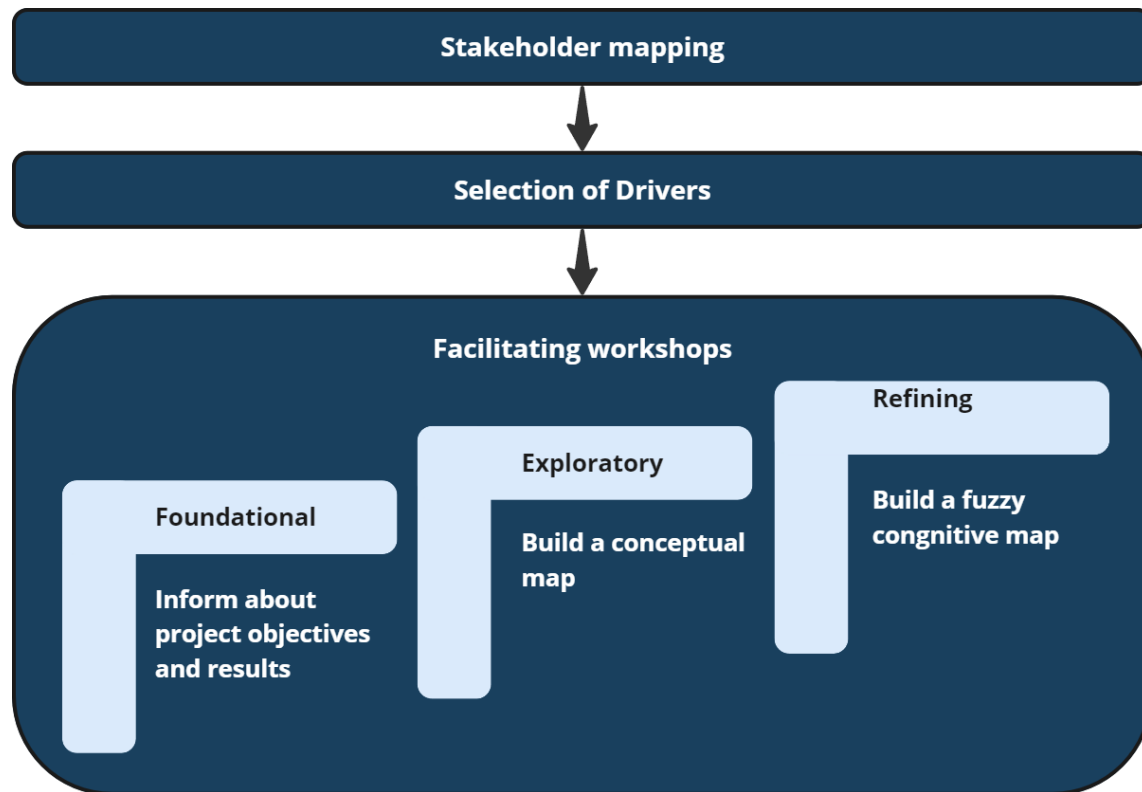 Stakeholder mapping
Selection of Drivers
Facilitating workshops
Foundational
Inform about
project objectives
and results
Exploratory
Build a conceptual
map
Refining
Build a fuzzy
congnitive map